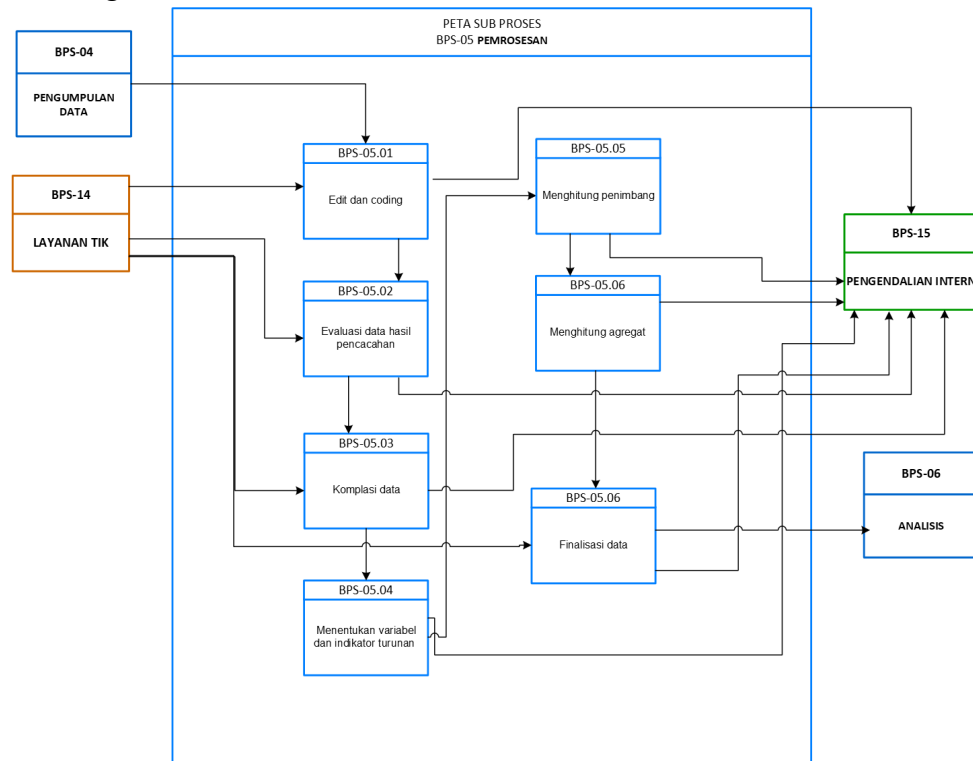 PETA SUB PROSES
BPS-05 PEMROSESAN
BPS-04
PENGUMPULAN
DATA
BPS-14
LAYANAN TIK
BPS-05.01
Edit dan coding
BPS-05.02
Evaluasi data hasil
pencacahan
BPS-05.03
Komplasi data
BPS-05.04
Menentukan variabel
dan indikator turunan
BPS-05.05
Menghitung penimbang
BPS-05.06
Menghitung agregat
BPS-05.06
Finalisasi data
BPS-15
PENGENDALIAN INTERN
BPS-06
ANALISIS